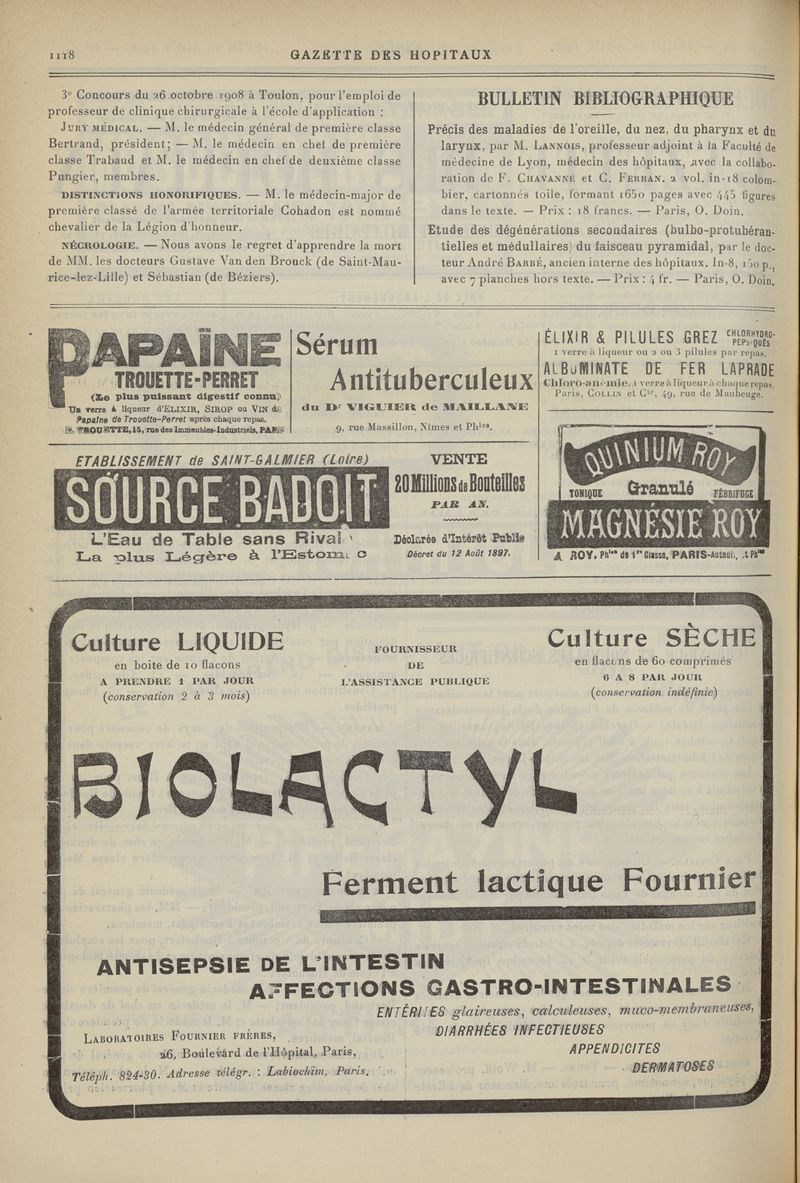 1118 GAZETTE DES HOPITAUX
3e Concours du 26 octobre 1908 à Toulon, pour l'emploi de
professeur de clinique chirurgicale à l'école d'application :
JURY MÉDICAL. — M. le médecin général de première classe
Bertrand, président; — M. le médecin en chef de première
classe Trabaud et M. le médecin en chef de deuxième classe
Pungier, membres.
DISTINCTIONS HONORIFIQUES. — M. le médecin-major de
première classe de l'armée territoriale Cohadon est nommé
chevalier de la Légion d'honneur.
NÉCROLOGIE. — Nous avons le regret d'apprendre la mort
de MM. les docteurs Gustave Van den Brouck (de Saint-Mau-
rice-lez-Lille) et Sébastian (de Béziers).
BULLETIN BIBLIOGRAPHIQUE
Précis des maladies de l'oreille, du nez, du pharynx et du
larynx, par M. LANNOIS, professeur adjoint à la Faculté de
médecine de Lyon, médecin des hôpitaux, avec la collabo-
ration de F. CHAVANNE et G. FERRAN. 2 vol. in-18 colom-
bier, cartonnés toile, formant 1650 pages avec 445 figures
dans le texte. — Prix : 18 francs. — Paris, O. Doin.
Etude des dégénérations secondaires (bulbo-protubéran-
tielles et médullaires) du faisceau pyramidal, par le doc-
teur André BARBÉ, ancien interne des hôpitaux. In-8, 150 p.,
avec 7 planches hors texte. — Prix : 4 fr. — Paris, O. Doin.
PAPAÏNE
TROUETTE-PERRET
(Le plus puissant digestif connu)
Un verre à liqueur d'ELIXIR, SIROP ou VIN de
Papaïne de Trouette-Perret après chaque repas.
E. TROUETTE, 15, rue des Immeubles-Industriels, PARIS
Sérum
Antituberculeux
du Dr VIGUIER de MAILLANE
9, rue Massillon, Nimes et Phies.
ÉLIXIR & PILULES GREZ CHLORHYDRO-PEPSIQUES
1 verre à liqueur ou 2 ou 3 pilules par repas.
ALBUMINATE DE FER LAPRADE
Chloro-anémie. 1 verre à liqueur à chaque repas.
Paris, COLLIN et Cie, 49, rue de Maubeuge.
ETABLISSEMENT de SAINT-GALMIER (Loire)
SOURCE BADOIT
L'Eau de Table sans Rival
La plus Légère à l'Estomac
VENTE
20 Millions de Bouteilles
PAR AN.
Déclarée d'Intérêt Public
Décret du 12 Août 1897.
QUINIUM ROY
TONIQUE Granulé FÉBRIFUGE
MAGNÉSIE ROY
A. ROY, Phien de 1re Classe, PARIS-Auteuil, et Phies
Culture LIQUIDE
en boite de 10 flacons
A PRENDRE 1 PAR JOUR
(conservation 2 à 3 mois)
FOURNISSEUR
DE
L'ASSISTANCE PUBLIQUE
Culture SÈCHE
en flacons de 60 comprimés
6 A 8 PAR JOUR
(conservation indéfinie)
BIOLACTYL
Ferment lactique Fournier
ANTISEPSIE DE L'INTESTIN
AFFECTIONS GASTRO-INTESTINALES
ENTÉRITES glaireuses, calculeuses, muco-membraneuses,
DIARRHÉES INFECTIEUSES
APPENDICITES
DERMATOSES
LABORATOIRES FOURNIER FRÈRES,
26, Boulevard de l'Hôpital, Paris,
Téléph. 824-30. Adresse télégr. : Labiochim, Paris.